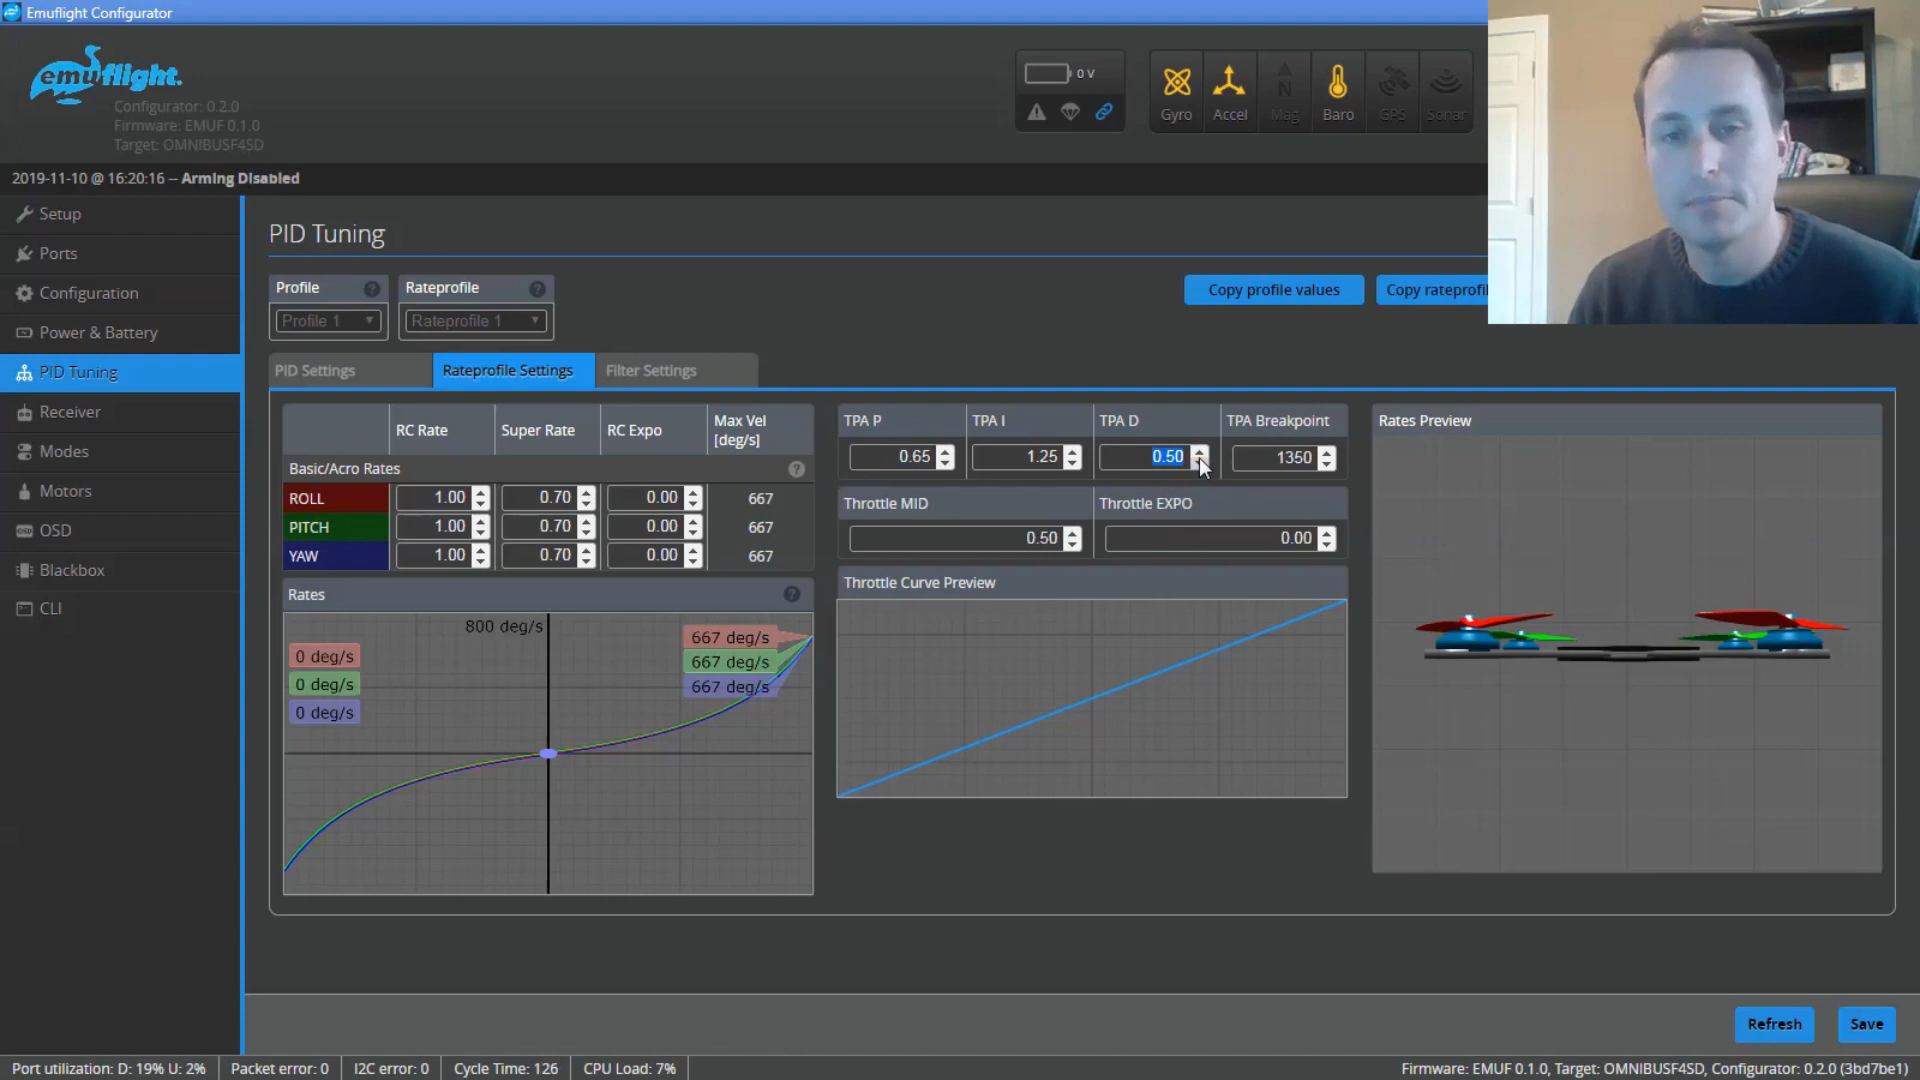 Emuflight Configurator
emuflight.
Configurator: 0.2.0
Firmware: EMUF 0.1.0
Target: OMNIBUSF4SD
0 V
N
Gyro
Accel
Mag
Baro
GPS
Sonar
2019-11-10 @ 16:20:16 -- Arming Disabled
Setup
Ports
Configuration
Power & Battery
PID Tuning
Receiver
Modes
Motors
OSD
OSD
Blackbox
CLI
PID Tuning
Profile ?
Rateprofile ?
Profile 1
Rateprofile 1
Copy profile values
Copy rateprofil
PID Settings
Rateprofile Settings
Filter Settings
RC Rate
Super Rate
RC Expo
Max Vel
[deg/s]
Basic/Acro Rates ?
ROLL 1.00 0.70 0.00 667
PITCH 1.00 0.70 0.00 667
YAW 1.00 0.70 0.00 667
Rates ?
800 deg/s
667 deg/s
667 deg/s
667 deg/s
0 deg/s
0 deg/s
0 deg/s
TPA P
TPA I
TPA D
TPA Breakpoint
0.65
1.25
0.50
1350
Throttle MID
Throttle EXPO
0.50
0.00
Throttle Curve Preview
Rates Preview
Refresh
Save
Port utilization: D: 19% U: 2%
Packet error: 0
I2C error: 0
Cycle Time: 126
CPU Load: 7%
Firmware: EMUF 0.1.0, Target: OMNIBUSF4SD, Configurator: 0.2.0 (3bd7be1)